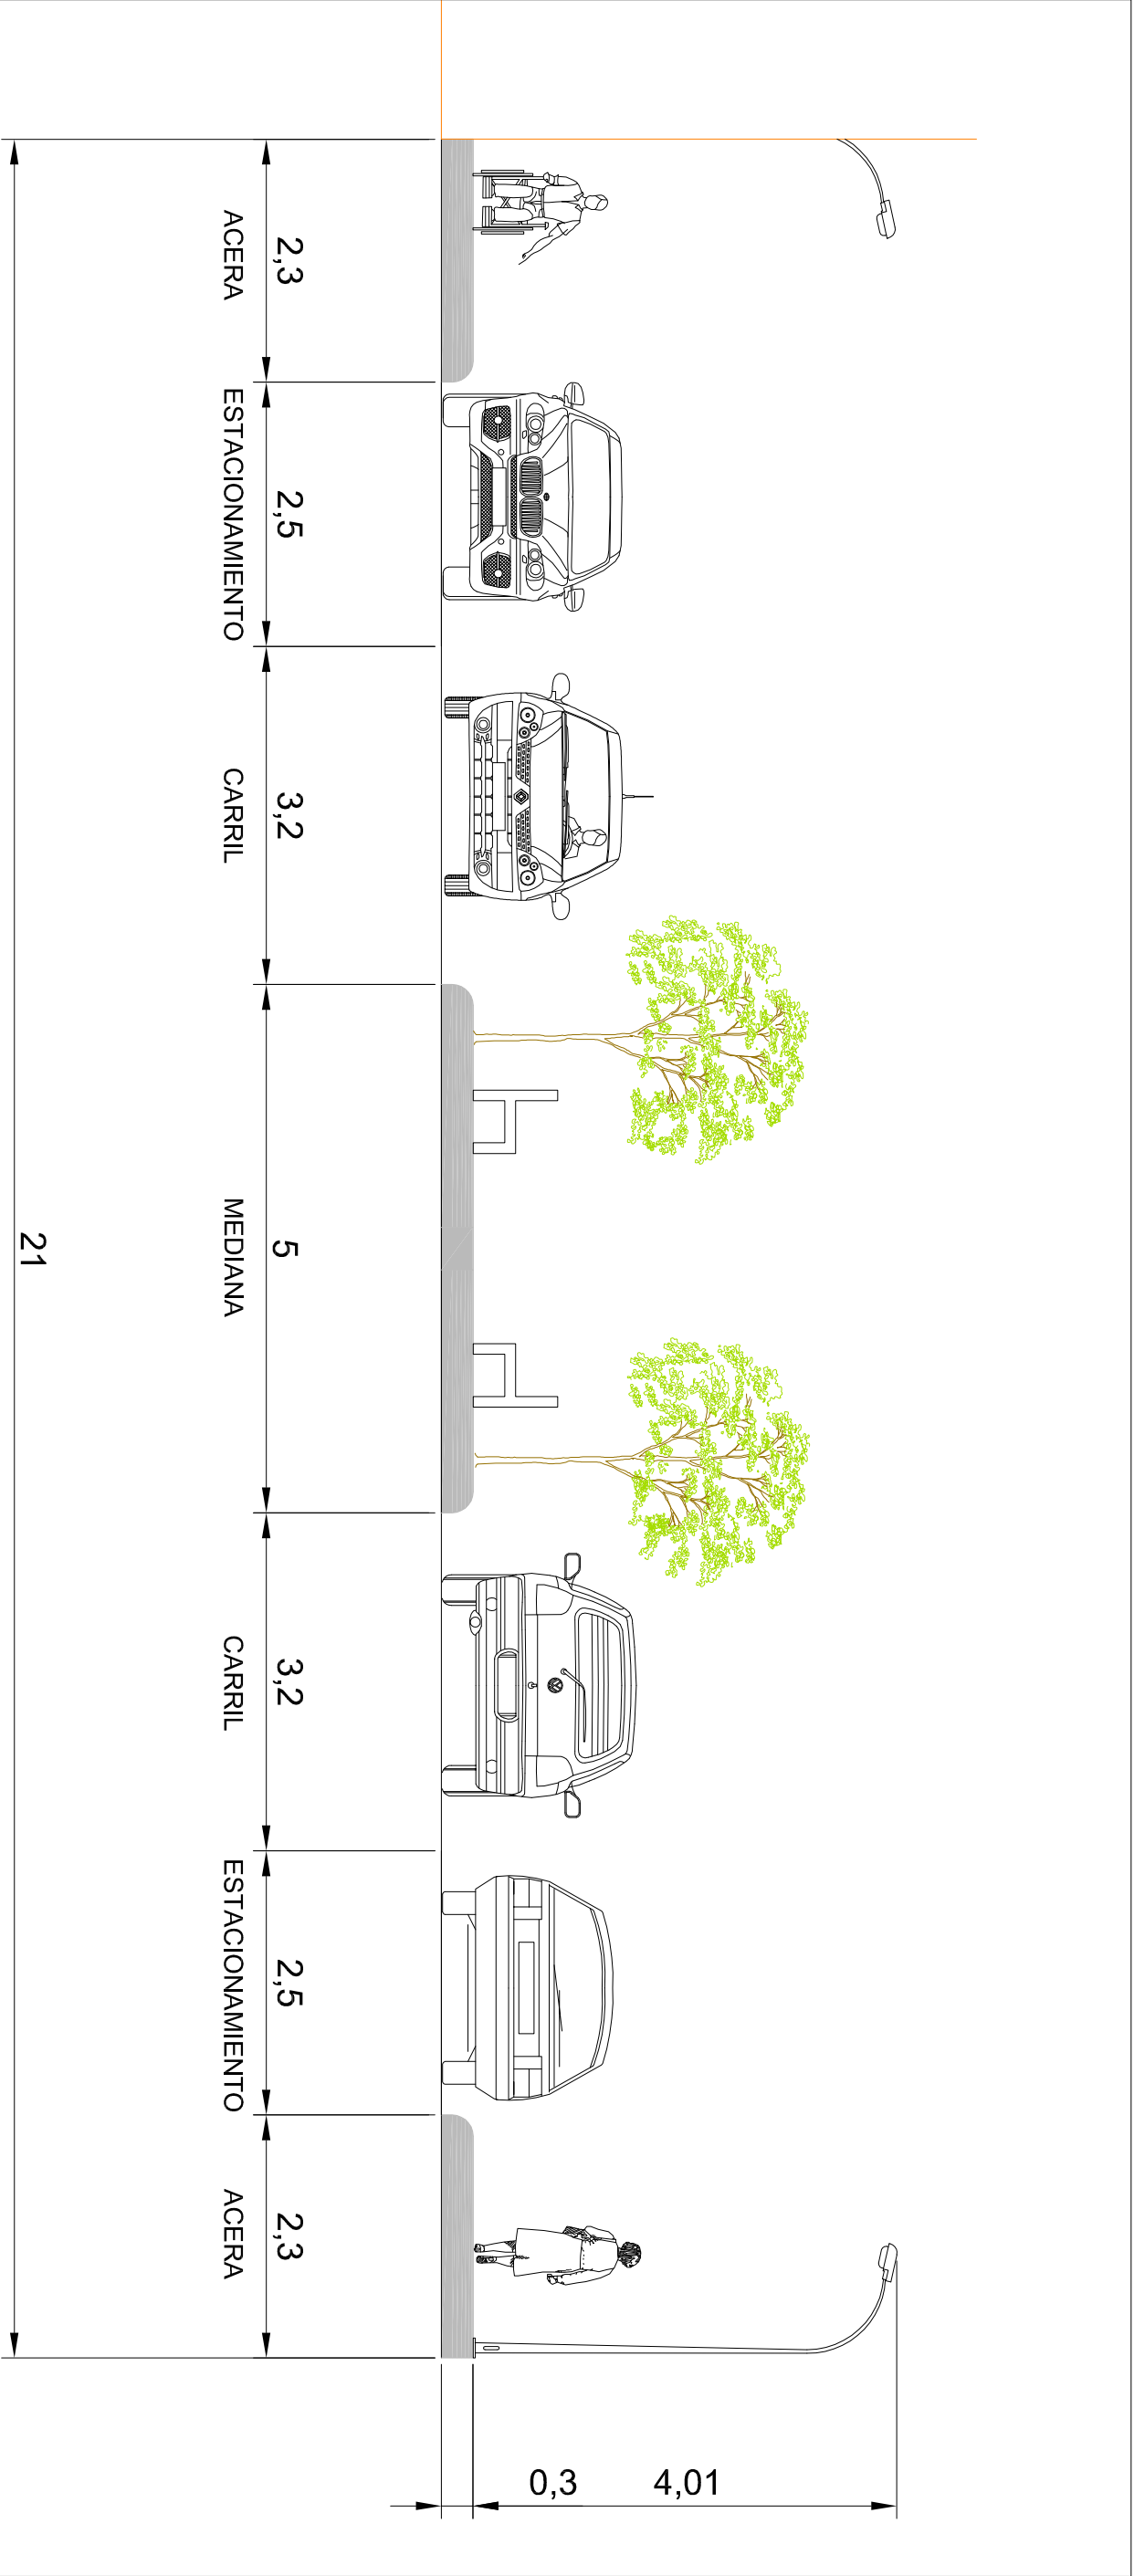 4,01
0,3
2,3
2,5
3,2
5
3,2
2,5
2,3
ACERA
ESTACIONAMIENTO
CARRIL
MEDIANA
CARRIL
ESTACIONAMIENTO
ACERA
21